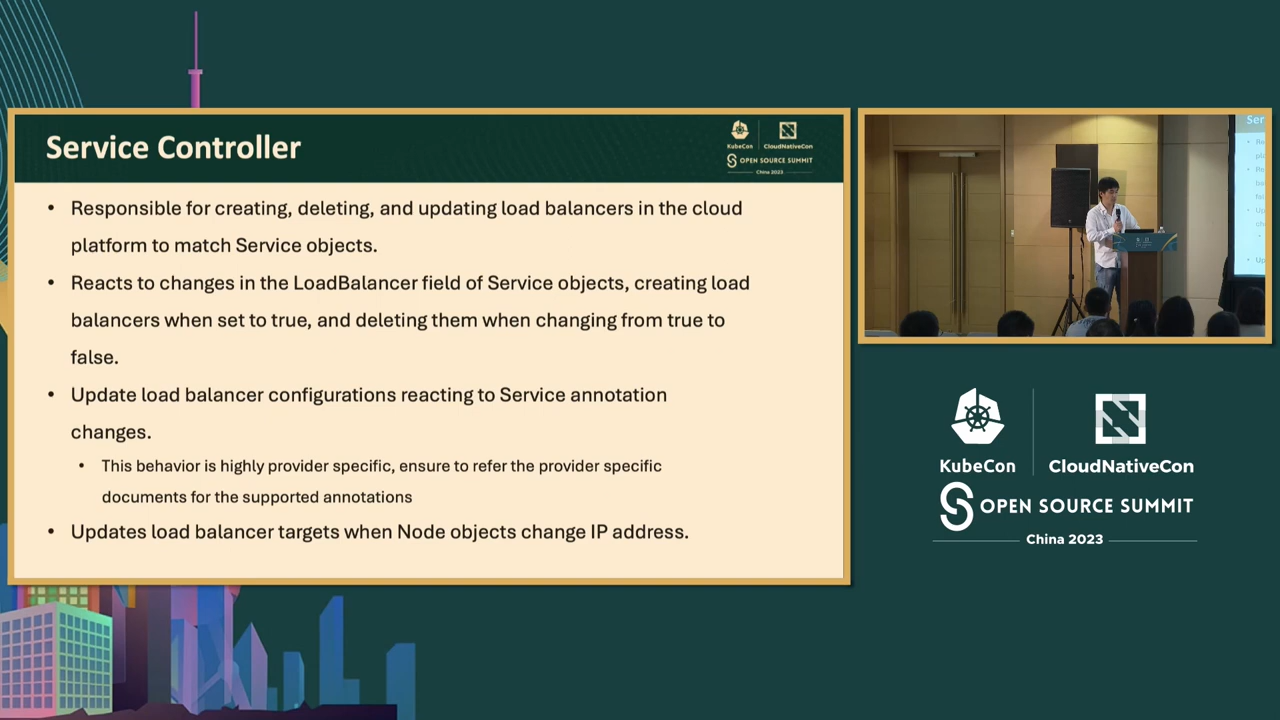 Service Controller
KubeCon
CloudNativeCon
OPEN SOURCE SUMMIT
China 2023
• Responsible for creating, deleting, and updating load balancers in the cloud
platform to match Service objects.
• Reacts to changes in the LoadBalancer field of Service objects, creating load
balancers when set to true, and deleting them when changing from true to
false.
• Update load balancer configurations reacting to Service annotation
changes.
• This behavior is highly provider specific, ensure to refer the provider specific
documents for the supported annotations
• Updates load balancer targets when Node objects change IP address.
Ser
KubeCon
CloudNativeCon
OPEN SOURCE SUMMIT
China 2023